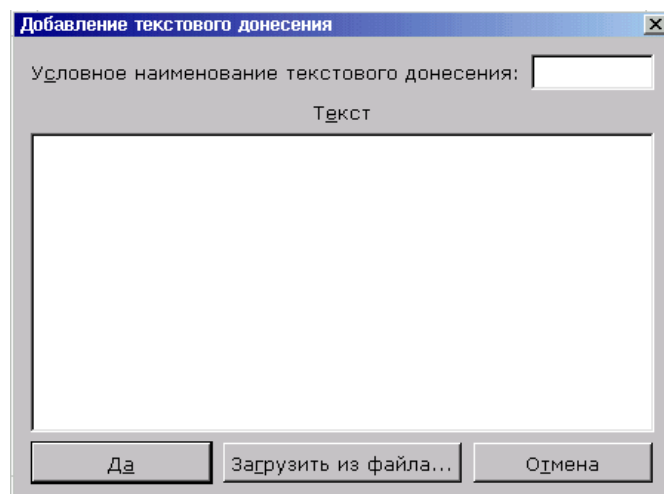 Добавление текстового донесения
Условное наименование текстового донесения:
Текст
Да
Загрузить из файла...
Отмена